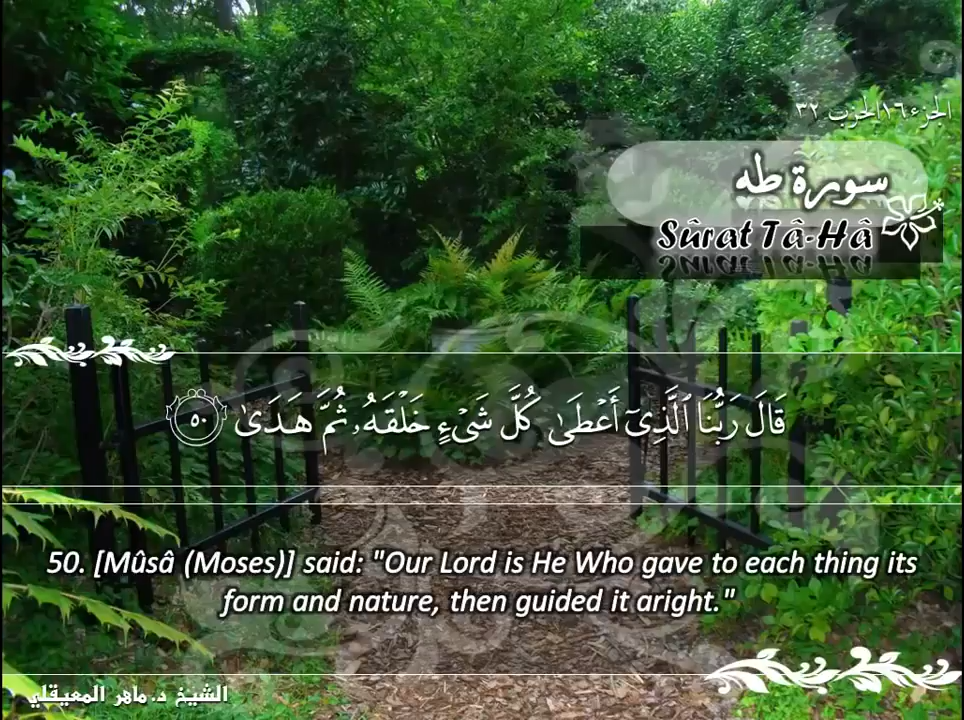 الجزء ١٦ الحزب ٣٢
سورة طه
Sûrat Tâ-Hâ
قَالَ رَبُّنَا ٱلَّذِىٓ أَعْطَىٰ كُلَّ شَىْءٍ خَلْقَهُۥ ثُمَّ هَدَىٰ ٥٠
50. [Mûsâ (Moses)] said: "Our Lord is He Who gave to each thing its
form and nature, then guided it aright."
الشيخ د. ماهر المعيقلي